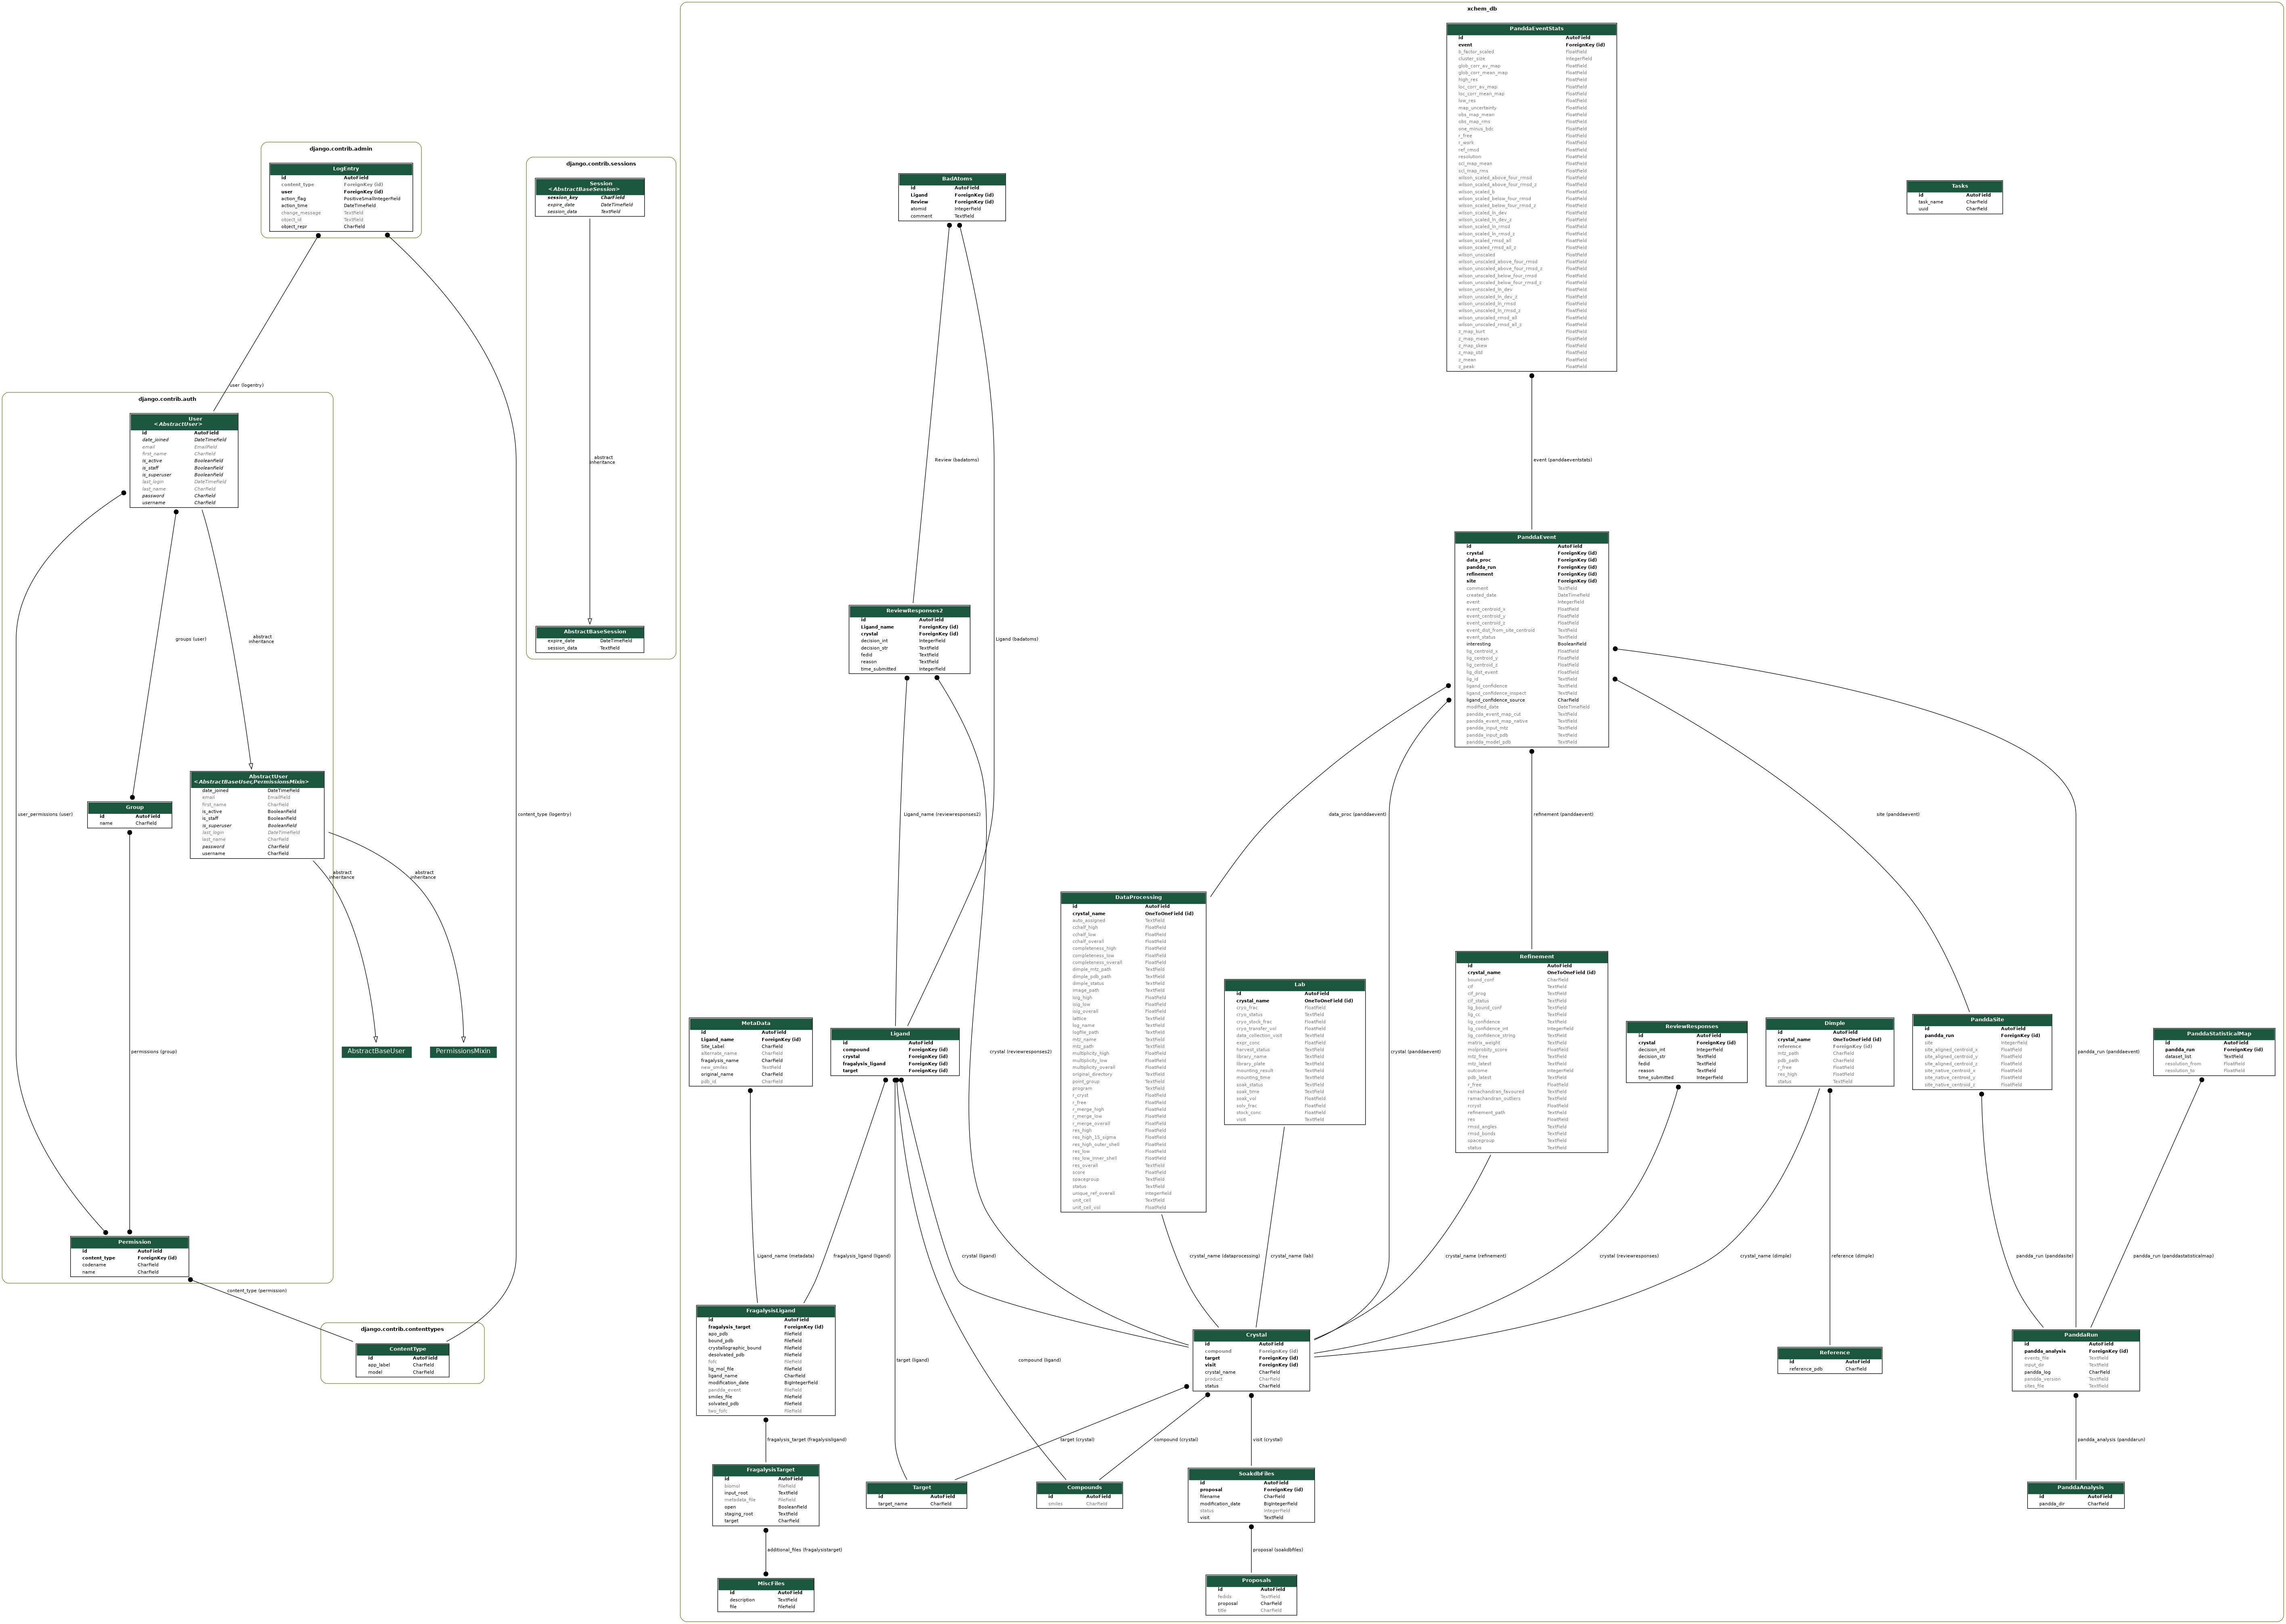 xchem_db
PanddaEventStats
id AutoField
event ForeignKey (id)
b_factor_scaled FloatField
cluster_size IntegerField
glob_corr_av_map FloatField
glob_corr_mean_map FloatField
high_res FloatField
loc_corr_av_map FloatField
loc_corr_mean_map FloatField
low_res FloatField
map_uncertainty FloatField
obs_map_mean FloatField
obs_map_rms FloatField
one_minus_bdc FloatField
r_free FloatField
r_work FloatField
ref_rmsd FloatField
resolution FloatField
scl_map_mean FloatField
scl_map_rms FloatField
wilson_scaled_above_four_rmsd FloatField
wilson_scaled_above_four_rmsd_z FloatField
wilson_scaled_b FloatField
wilson_scaled_below_four_rmsd FloatField
wilson_scaled_below_four_rmsd_z FloatField
wilson_scaled_ln_dev FloatField
wilson_scaled_ln_dev_z FloatField
wilson_scaled_ln_rmsd FloatField
wilson_scaled_ln_rmsd_z FloatField
wilson_scaled_rmsd_all FloatField
wilson_scaled_rmsd_all_z FloatField
wilson_unscaled FloatField
wilson_unscaled_above_four_rmsd FloatField
wilson_unscaled_above_four_rmsd_z FloatField
wilson_unscaled_below_four_rmsd FloatField
wilson_unscaled_below_four_rmsd_z FloatField
wilson_unscaled_ln_dev FloatField
wilson_unscaled_ln_dev_z FloatField
wilson_unscaled_ln_rmsd FloatField
wilson_unscaled_ln_rmsd_z FloatField
wilson_unscaled_rmsd_all FloatField
wilson_unscaled_rmsd_all_z FloatField
z_map_kurt FloatField
z_map_mean FloatField
z_map_skew FloatField
z_map_std FloatField
z_mean FloatField
z_peak FloatField
django.contrib.admin
LogEntry
id AutoField
content_type ForeignKey (id)
user ForeignKey (id)
action_flag PositiveSmallIntegerField
action_time DateTimeField
change_message TextField
object_id TextField
object_repr CharField
django.contrib.sessions
Session
<AbstractBaseSession>
session_key CharField
expire_date DateTimeField
session_data TextField
BadAtoms
id AutoField
Ligand ForeignKey (id)
Review ForeignKey (id)
atomid IntegerField
comment TextField
Tasks
id AutoField
task_name CharField
uuid CharField
user (logentry)
django.contrib.auth
User
<AbstractUser>
id AutoField
date_joined DateTimeField
email EmailField
first_name CharField
is_active BooleanField
is_staff BooleanField
is_superuser BooleanField
last_login DateTimeField
last_name CharField
password CharField
username CharField
abstract
inheritance
Review (badatoms)
event (panddaeventstats)
PanddaEvent
id AutoField
crystal ForeignKey (id)
data_proc ForeignKey (id)
pandda_run ForeignKey (id)
refinement ForeignKey (id)
site ForeignKey (id)
comment TextField
created_date DateTimeField
event IntegerField
event_centroid_x FloatField
event_centroid_y FloatField
event_centroid_z FloatField
event_dist_from_site_centroid TextField
event_status TextField
interesting BooleanField
lig_centroid_x FloatField
lig_centroid_y FloatField
lig_centroid_z FloatField
lig_dist_event FloatField
lig_id TextField
ligand_confidence TextField
ligand_confidence_inspect TextField
ligand_confidence_source CharField
modified_date DateTimeField
pandda_event_map_cut TextField
pandda_event_map_native TextField
pandda_input_mtz TextField
pandda_input_pdb TextField
pandda_model_pdb TextField
groups (user)
abstract
inheritance
AbstractBaseSession
expire_date DateTimeField
session_data TextField
ReviewResponses2
id AutoField
Ligand_name ForeignKey (id)
crystal ForeignKey (id)
decision_int IntegerField
decision_str TextField
fedid TextField
reason TextField
time_submitted IntegerField
Ligand (badatoms)
AbstractUser
<AbstractBaseUser,PermissionsMixin>
date_joined DateTimeField
email EmailField
first_name CharField
is_active BooleanField
is_staff BooleanField
is_superuser BooleanField
last_login DateTimeField
last_name CharField
password CharField
username CharField
Group
id AutoField
name CharField
user_permissions (user)
content_type (logentry)
Ligand_name (reviewresponses2)
data_proc (panddaevent)
refinement (panddaevent)
site (panddaevent)
abstract
inheritance
abstract
inheritance
DataProcessing
id AutoField
crystal_name OneToOneField (id)
auto_assigned TextField
cchalf_high FloatField
cchalf_low FloatField
cchalf_overall FloatField
completeness_high FloatField
completeness_low FloatField
completeness_overall FloatField
dimple_mtz_path TextField
dimple_pdb_path TextField
dimple_status TextField
image_path TextField
isig_high FloatField
isig_low FloatField
isig_overall FloatField
lattice TextField
log_name TextField
logfile_path TextField
mtz_name TextField
mtz_path TextField
multiplicity_high FloatField
multiplicity_low FloatField
multiplicity_overall FloatField
original_directory TextField
point_group TextField
program TextField
r_cryst FloatField
r_free FloatField
r_merge_high FloatField
r_merge_low FloatField
r_merge_overall FloatField
res_high FloatField
res_high_15_sigma FloatField
res_high_outer_shell FloatField
res_low FloatField
res_low_inner_shell FloatField
res_overall TextField
score FloatField
spacegroup TextField
status TextField
unique_ref_overall IntegerField
unit_cell TextField
unit_cell_vol FloatField
Lab
id AutoField
crystal_name OneToOneField (id)
cryo_frac FloatField
cryo_status TextField
cryo_stock_frac FloatField
cryo_transfer_vol FloatField
data_collection_visit TextField
expr_conc FloatField
harvest_status TextField
library_name TextField
library_plate TextField
mounting_result TextField
mounting_time TextField
soak_status TextField
soak_time TextField
soak_vol FloatField
solv_frac FloatField
stock_conc FloatField
visit TextField
Refinement
id AutoField
crystal_name OneToOneField (id)
bound_conf CharField
cif TextField
cif_prog TextField
cif_status TextField
lig_bound_conf TextField
lig_cc TextField
lig_confidence TextField
lig_confidence_int IntegerField
lig_confidence_string TextField
matrix_weight TextField
molprobity_score FloatField
mtz_free TextField
mtz_latest TextField
outcome IntegerField
pdb_latest TextField
r_free FloatField
ramachandran_favoured TextField
ramachandran_outliers TextField
rcryst FloatField
refinement_path TextField
res FloatField
rmsd_angles TextField
rmsd_bonds TextField
spacegroup TextField
status TextField
MetaData
id AutoField
Ligand_name ForeignKey (id)
Site_Label CharField
alternate_name CharField
fragalysis_name CharField
new_smiles TextField
original_name CharField
pdb_id CharField
Ligand
id AutoField
compound ForeignKey (id)
crystal ForeignKey (id)
fragalysis_ligand ForeignKey (id)
target ForeignKey (id)
ReviewResponses
id AutoField
crystal ForeignKey (id)
decision_int IntegerField
decision_str TextField
fedid TextField
reason TextField
time_submitted IntegerField
Dimple
id AutoField
crystal_name OneToOneField (id)
reference ForeignKey (id)
mtz_path CharField
pdb_path CharField
r_free FloatField
res_high FloatField
status TextField
PanddaSite
id AutoField
pandda_run ForeignKey (id)
site IntegerField
site_aligned_centroid_x FloatField
site_aligned_centroid_y FloatField
site_aligned_centroid_z FloatField
site_native_centroid_x FloatField
site_native_centroid_y FloatField
site_native_centroid_z FloatField
PanddaStatisticalMap
id AutoField
pandda_run ForeignKey (id)
dataset_list TextField
resolution_from FloatField
resolution_to FloatField
permissions (group)
AbstractBaseUser
PermissionsMixin
crystal (reviewresponses2)
crystal (panddaevent)
pandda_run (panddaevent)
Permission
id AutoField
content_type ForeignKey (id)
codename CharField
name CharField
Ligand_name (metadata)
fragalysis_ligand (ligand)
crystal (ligand)
crystal_name (dataprocessing)
crystal_name (lab)
crystal_name (refinement)
crystal (reviewresponses)
crystal_name (dimple)
reference (dimple)
pandda_run (panddasite)
pandda_run (panddastatisticalmap)
content_type (permission)
django.contrib.contenttypes
ContentType
id AutoField
app_label CharField
model CharField
FragalysisLigand
id AutoField
fragalysis_target ForeignKey (id)
apo_pdb FileField
bound_pdb FileField
crystallographic_bound FileField
desolvated_pdb FileField
fofc FileField
lig_mol_file FileField
ligand_name CharField
modification_date BigIntegerField
pandda_event FileField
smiles_file FileField
solvated_pdb FileField
two_fofc FileField
target (ligand)
compound (ligand)
Crystal
id AutoField
compound ForeignKey (id)
target ForeignKey (id)
visit ForeignKey (id)
crystal_name CharField
product CharField
status CharField
Reference
id AutoField
reference_pdb CharField
PanddaRun
id AutoField
pandda_analysis ForeignKey (id)
events_file TextField
input_dir TextField
pandda_log CharField
pandda_version TextField
sites_file TextField
fragalysis_target (fragalysisligand)
target (crystal)
compound (crystal)
visit (crystal)
pandda_analysis (panddarun)
FragalysisTarget
id AutoField
biomol FileField
input_root TextField
metadata_file FileField
open BooleanField
staging_root TextField
target CharField
Target
id AutoField
target_name CharField
Compounds
id AutoField
smiles CharField
SoakdbFiles
id AutoField
proposal ForeignKey (id)
filename CharField
modification_date BigIntegerField
status IntegerField
visit TextField
PanddaAnalysis
id AutoField
pandda_dir CharField
additional_files (fragalysistarget)
proposal (soakdbfiles)
MiscFiles
id AutoField
description TextField
file FileField
Proposals
id AutoField
fedids TextField
proposal CharField
title CharField